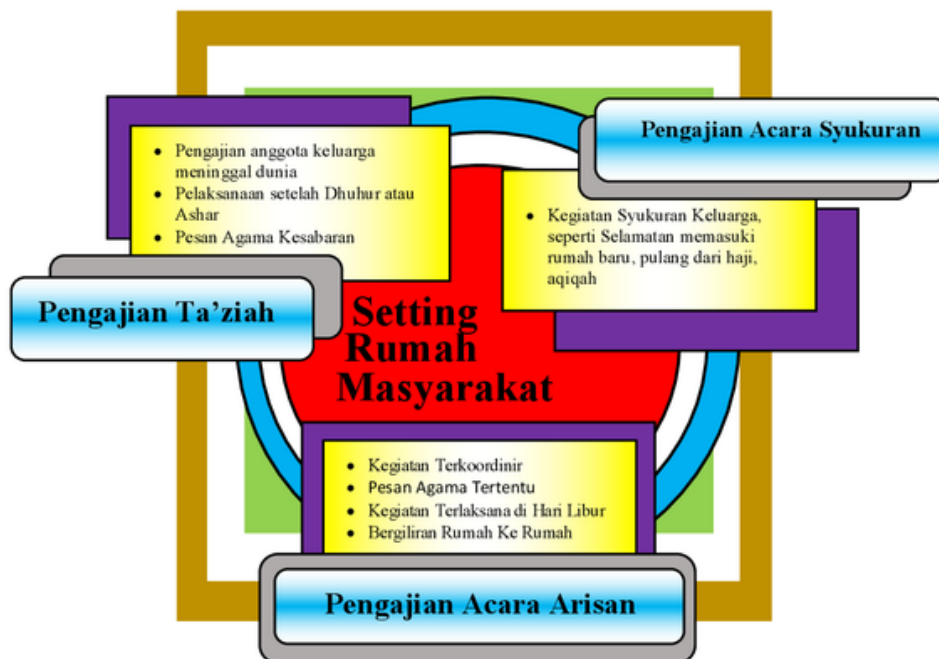 • Pengajian anggota keluarga
meninggal dunia
• Pelaksanaan setelah Dhuhur atau
Ashar
• Pesan Agama Kesabaran
Pengajian Ta’ziah
Pengajian Acara Syukuran
• Kegiatan Syukuran Keluarga,
seperti Selamatan memasuki
rumah baru, pulang dari haji,
aqiqah
Setting
Rumah
Masyarakat
• Kegiatan Terkoordinir
• Pesan Agama Tertentu
• Kegiatan Terlaksana di Hari Libur
• Bergiliran Rumah Ke Rumah
Pengajian Acara Arisan